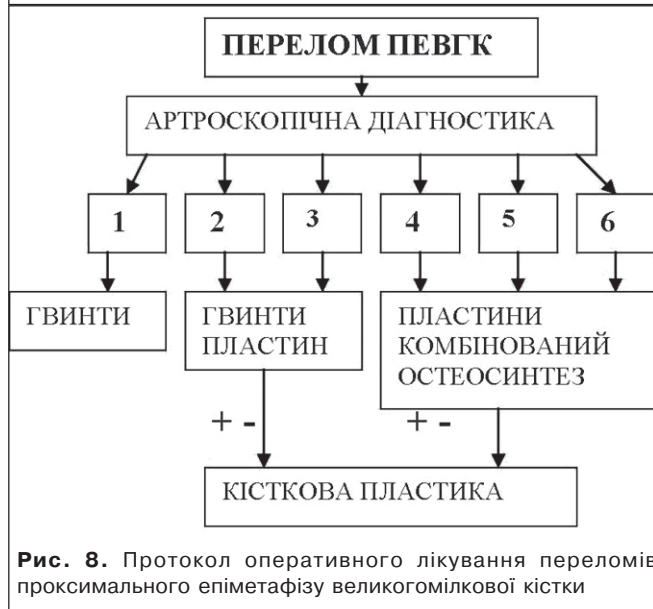 ПЕРЕЛОМ ПЕВГК
АРТРОСКОПІЧНА ДІАГНОСТИКА
1 2 3 4 5 6
ГВИНТИ
ГВИНТИ
ПЛАСТИН
ПЛАСТИНИ
КОМБІНОВАНИЙ
ОСТЕОСИНТЕЗ
+ - + -
КІСТКОВА ПЛАСТИКА
Рис. 8. Протокол оперативного лікування переломів
проксимального епіметафізу великогомілкової кістки